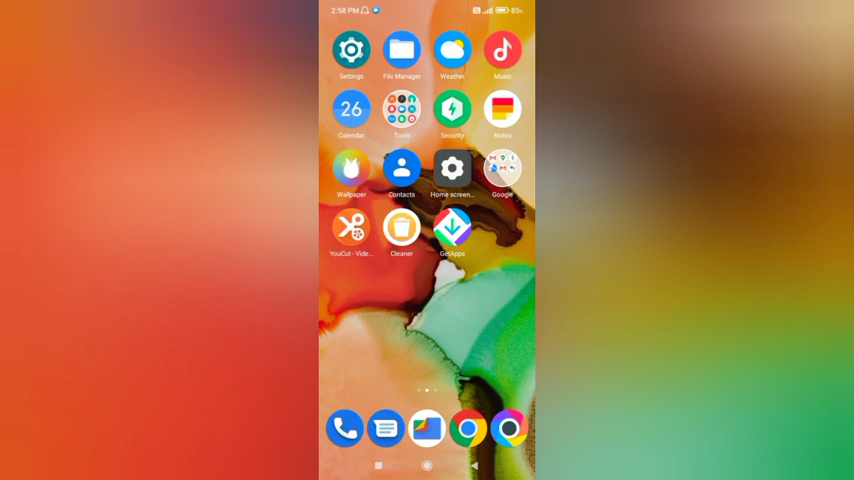 2:58 PM 85%
Settings File Manager Weather Music
26
Calendar Tools Security Notes
Wallpaper Contacts Home screen... Google
YouCut - Vide... Cleaner GetApps